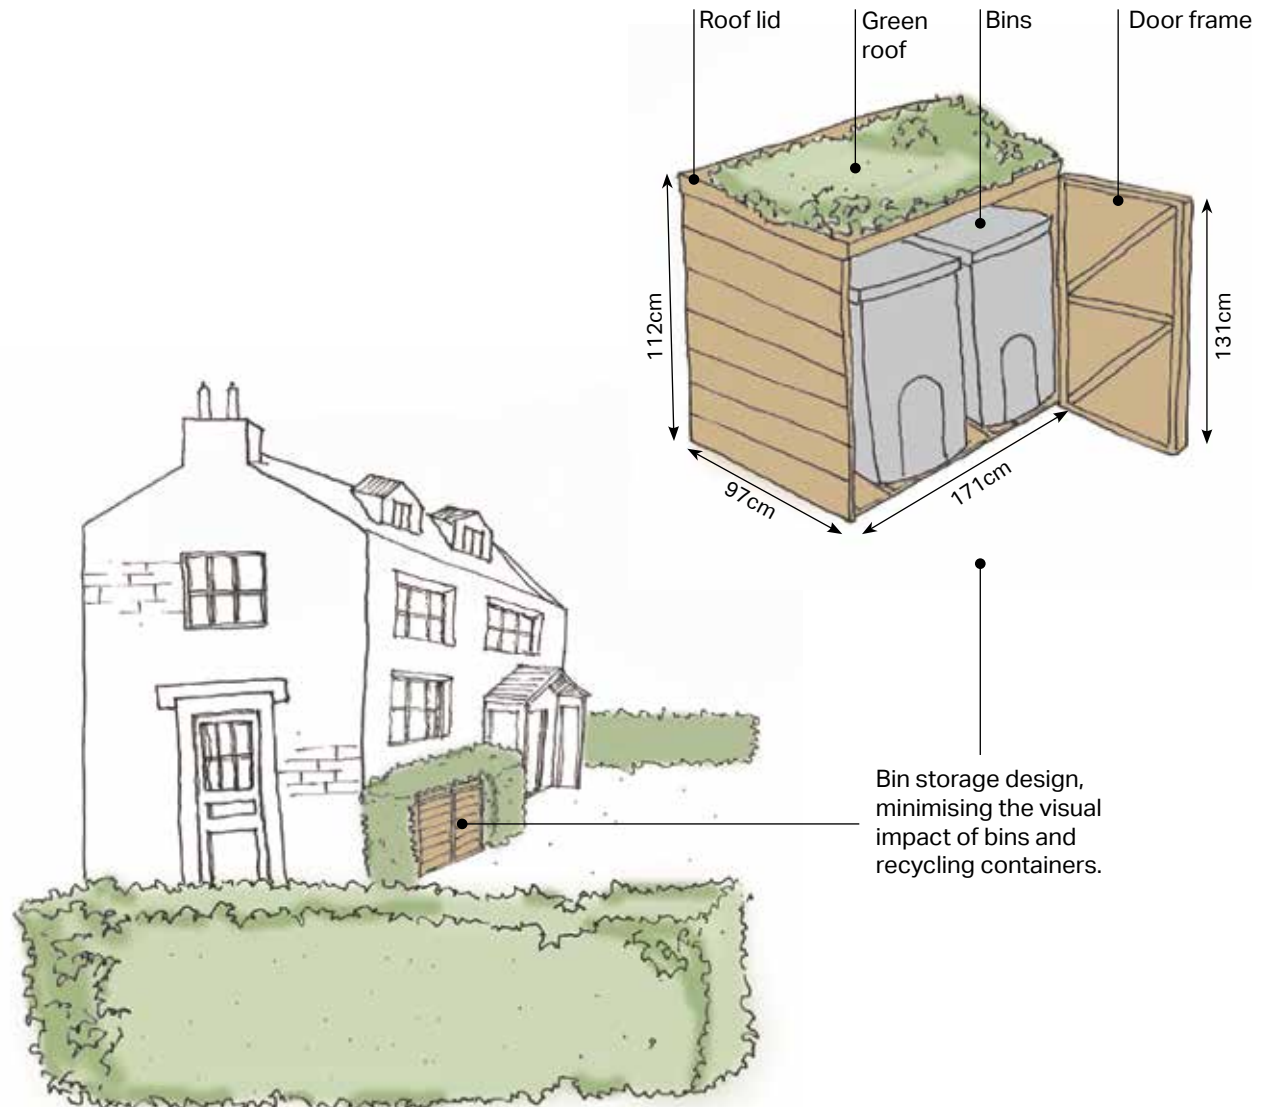 Roof lid
Green
roof
Bins
Door frame
112cm
131cm
97cm
171cm
Bin storage design,
minimising the visual
impact of bins and
recycling containers.